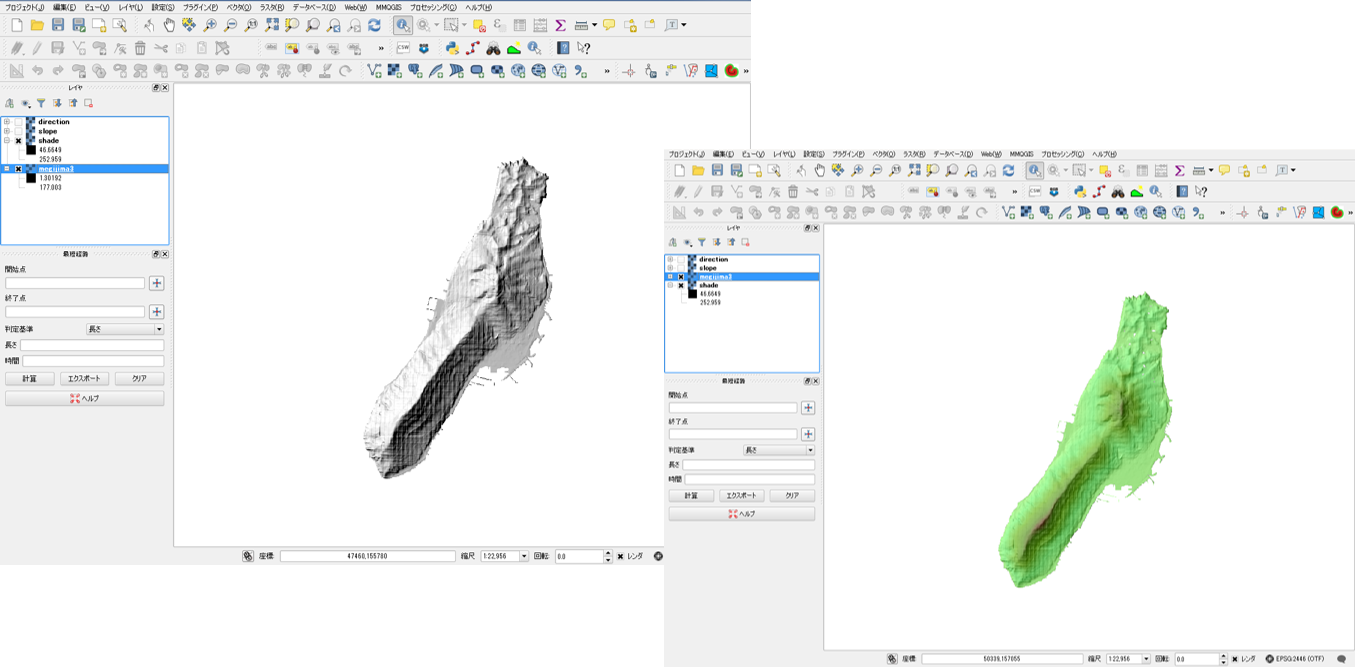 プロジェクト(J) 編集(E) ビュー(V) レイヤ(L) 設定(S) プラグイン(P) ベクタ(O) ラスタ(R) データベース(D) Web(W) MMQGIS プロセッシング(C) ヘルプ(H)
CSW
レイヤ
direction
slope
shade
46.6649
252.959
megijima3
1.30192
177.803
最短経路
開始点
終了点
判定基準 長さ
長さ
時間
計算 エクスポート クリア
ヘルプ
座標 47460,155780 縮尺 1:22,956 回転 0.0 レンダ
プロジェクト(J) 編集(E) ビュー(V) レイヤ(L) 設定(S) プラグイン(P) ベクタ(O) ラスタ(R) データベース(D) Web(W) MMQGIS プロセッシング(C) ヘルプ(H)
CSW
レイヤ
direction
slope
megijima3
shade
46.6649
252.959
最短経路
開始点
終了点
判定基準 長さ
長さ
時間
計算 エクスポート クリア
ヘルプ
座標 50339,157055 縮尺 1:22,956 回転 0.0 レンダ EPSG:2446 (OTF)